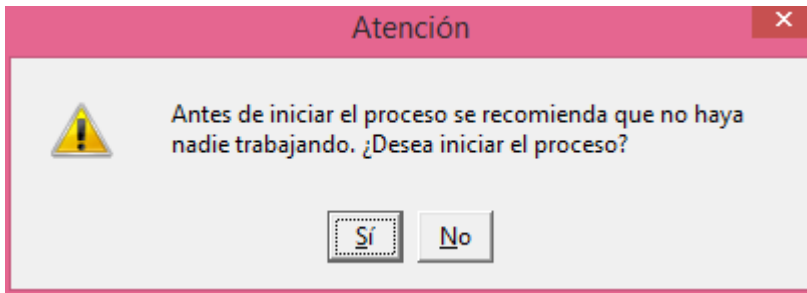 Atención
Antes de iniciar el proceso se recomienda que no haya
nadie trabajando. ¿Desea iniciar el proceso?
Sí
No